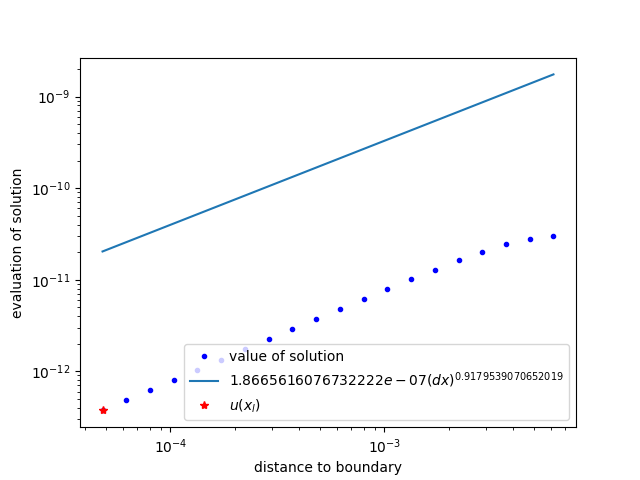 10⁻⁹
10⁻¹⁰
10⁻¹¹
10⁻¹²
evaluation of solution
value of solution
1.8665616076732222e − 07(dx)^0.9179539070652019
u(x_l)
10⁻⁴
10⁻³
distance to boundary